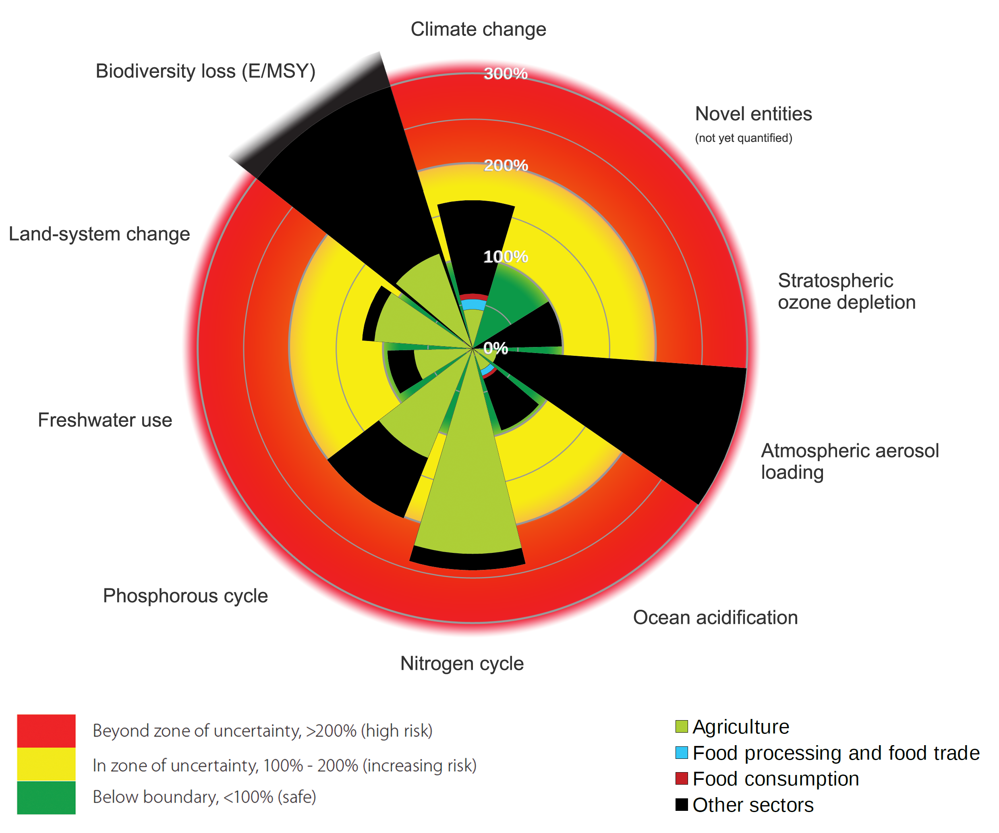 Climate change
Biodiversity loss (E/MSY)
300%
Novel entities
(not yet quantified)
200%
Land-system change
100%
Stratospheric
ozone depletion
0%
Freshwater use
Atmospheric aerosol
loading
Phosphorous cycle
Ocean acidification
Nitrogen cycle
Beyond zone of uncertainty, >200% (high risk)
In zone of uncertainty, 100% - 200% (increasing risk)
Below boundary, <100% (safe)
Agriculture
Food processing and food trade
Food consumption
Other sectors